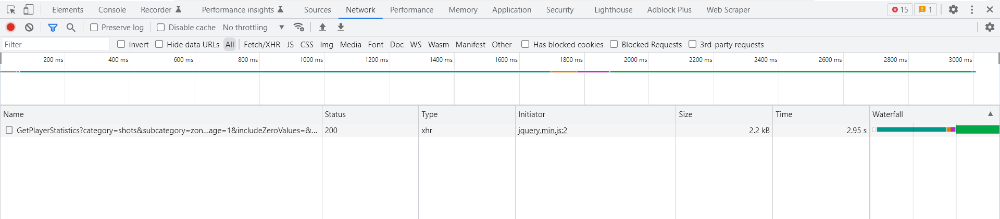 Elements Console Recorder Performance insights Sources Network Performance Memory Application Security Lighthouse Adblock Plus Web Scraper 15 1
Preserve log Disable cache No throttling
Filter Invert Hide data URLs All Fetch/XHR JS CSS Img Media Font Doc WS Wasm Manifest Other Has blocked cookies Blocked Requests 3rd-party requests
200 ms 400 ms 600 ms 800 ms 1000 ms 1200 ms 1400 ms 1600 ms 1800 ms 2000 ms 2200 ms 2400 ms 2600 ms 2800 ms 3000 ms
Name Status Type Initiator Size Time Waterfall
GetPlayerStatistics?category=shots&subcategory=zon...age=1&includeZeroValues=&... 200 xhr jquery.min.js:2 2.2 kB 2.95 s